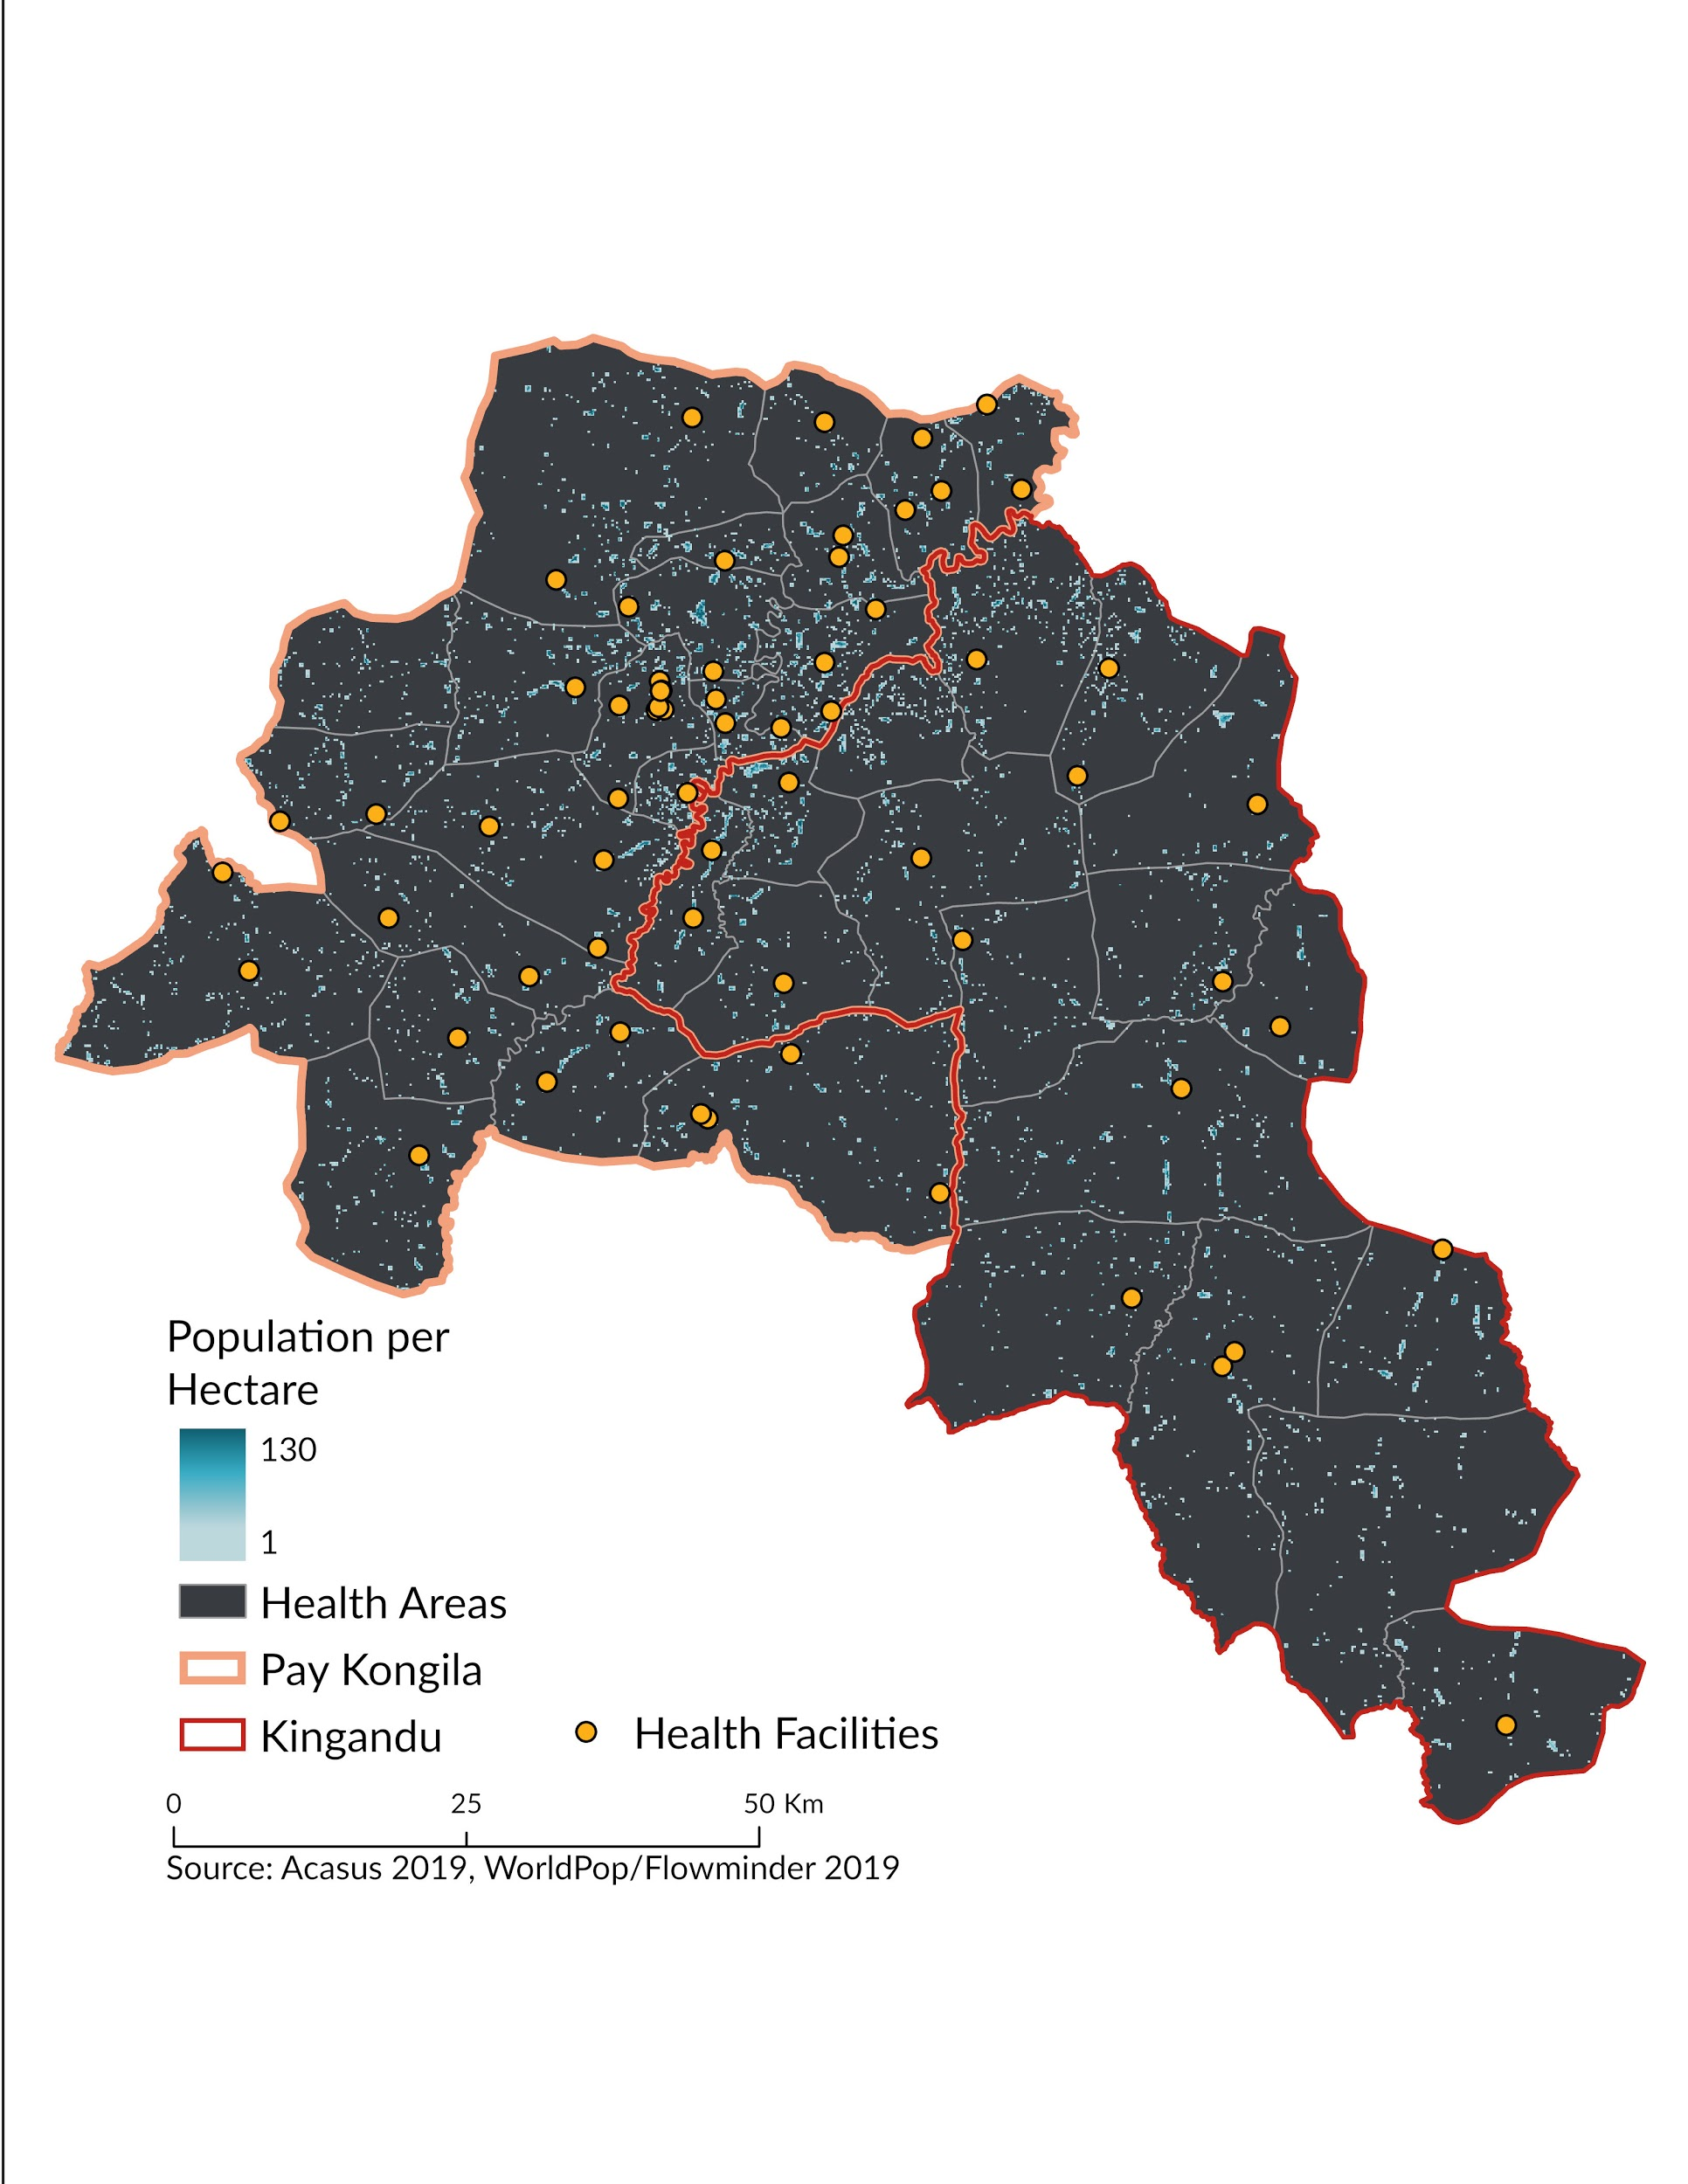 Population per
Hectare
130
1
Health Areas
Pay Kongila
Kingandu
Health Facilities
0 25 50 Km
Source: Acasus 2019, WorldPop/Flowminder 2019